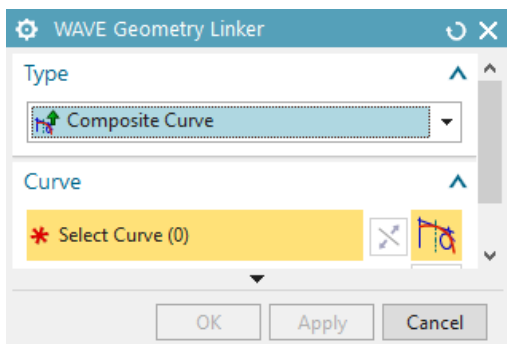 WAVE Geometry Linker
Type
Composite Curve
Curve
* Select Curve (0)
OK Apply Cancel